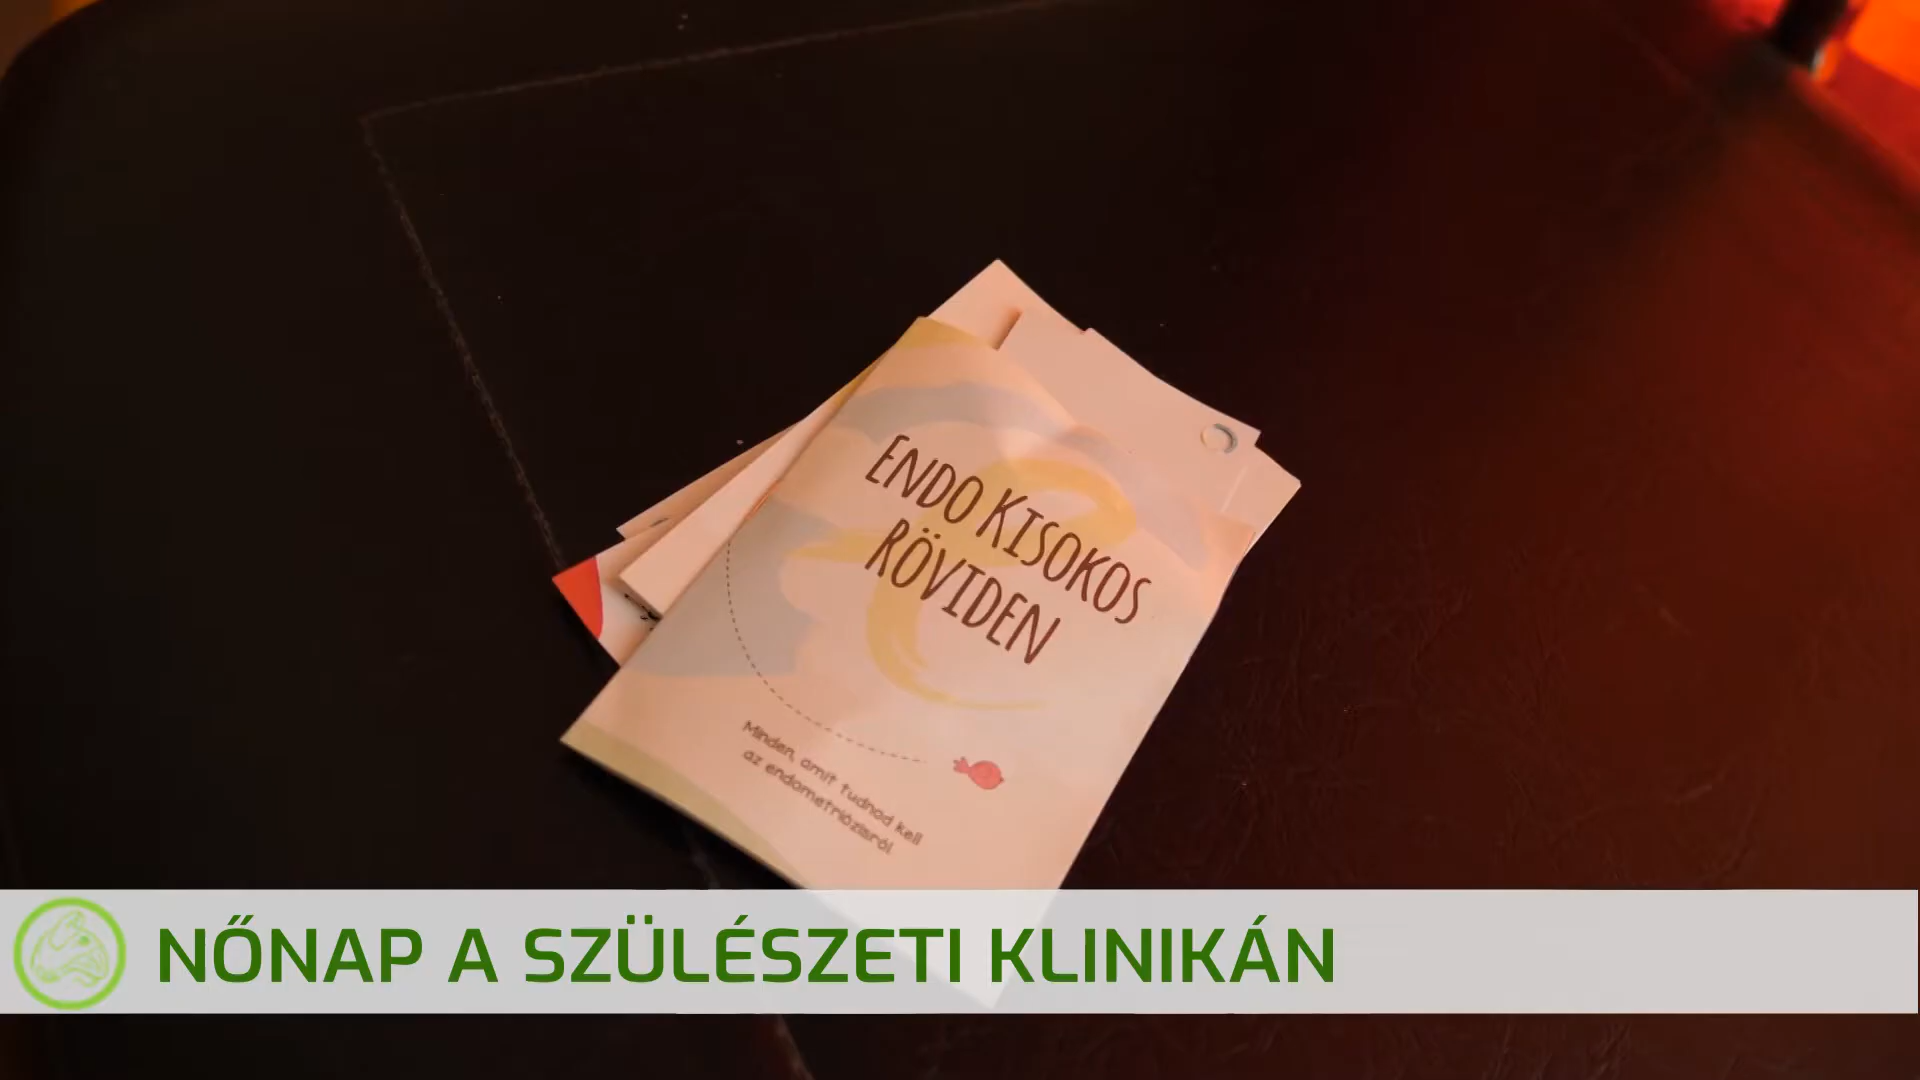 ENDO KISOKOS
RÖVIDEN
Minden, amit tudnod kell
az endometriózisról.
NŐNAP A SZÜLÉSZETI KLINIKÁN